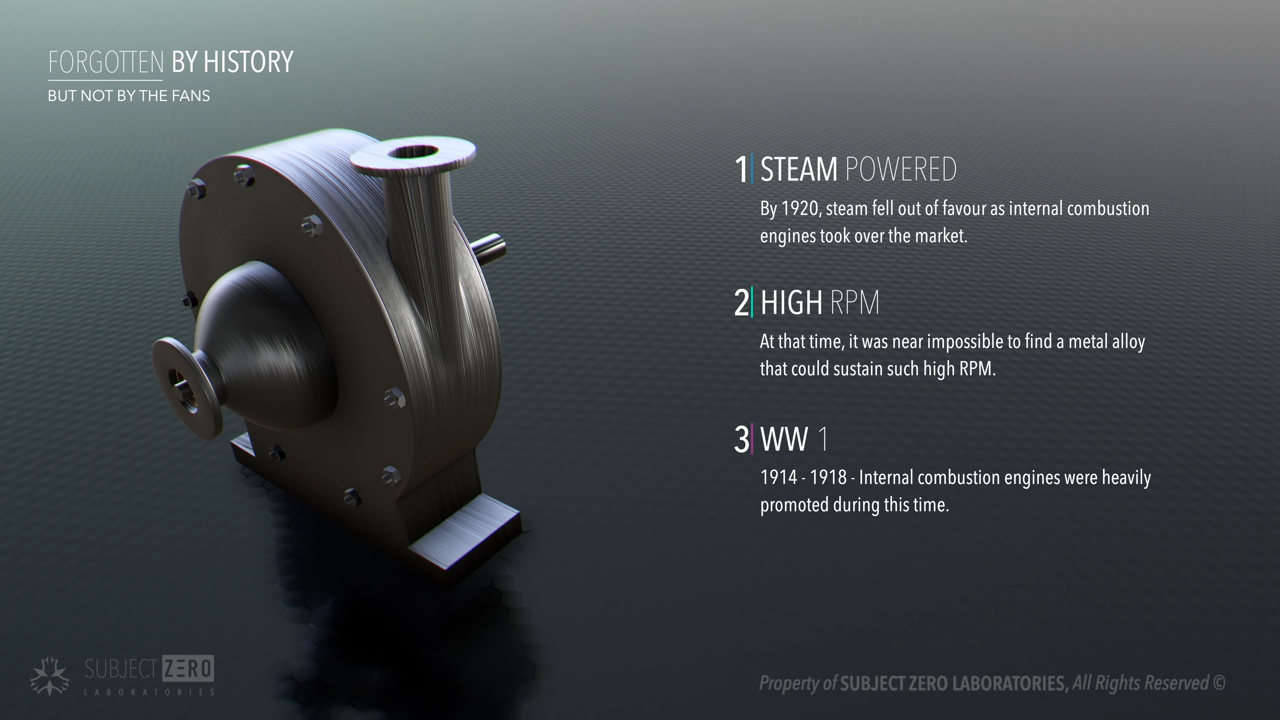 FORGOTTEN BY HISTORY
BUT NOT BY THE FANS
1 STEAM POWERED
By 1920, steam fell out of favour as internal combustion
engines took over the market.
2 HIGH RPM
At that time, it was near impossible to find a metal alloy
that could sustain such high RPM.
3 WW 1
1914 - 1918 - Internal combustion engines were heavily
promoted during this time.
SUBJECT ZERO
LABORATORIES
Property of SUBJECT ZERO LABORATORIES, All Rights Reserved ©